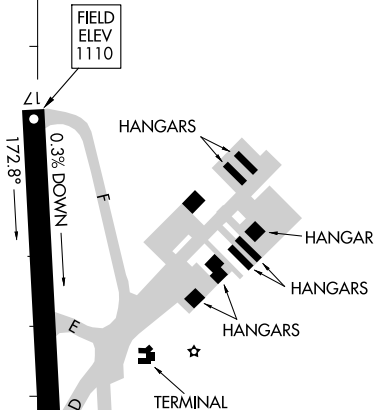 FIELD
ELEV
1110
17
HANGARS
172.8°
0.3% DOWN
F
HANGAR
HANGARS
HANGARS
E
TERMINAL
D